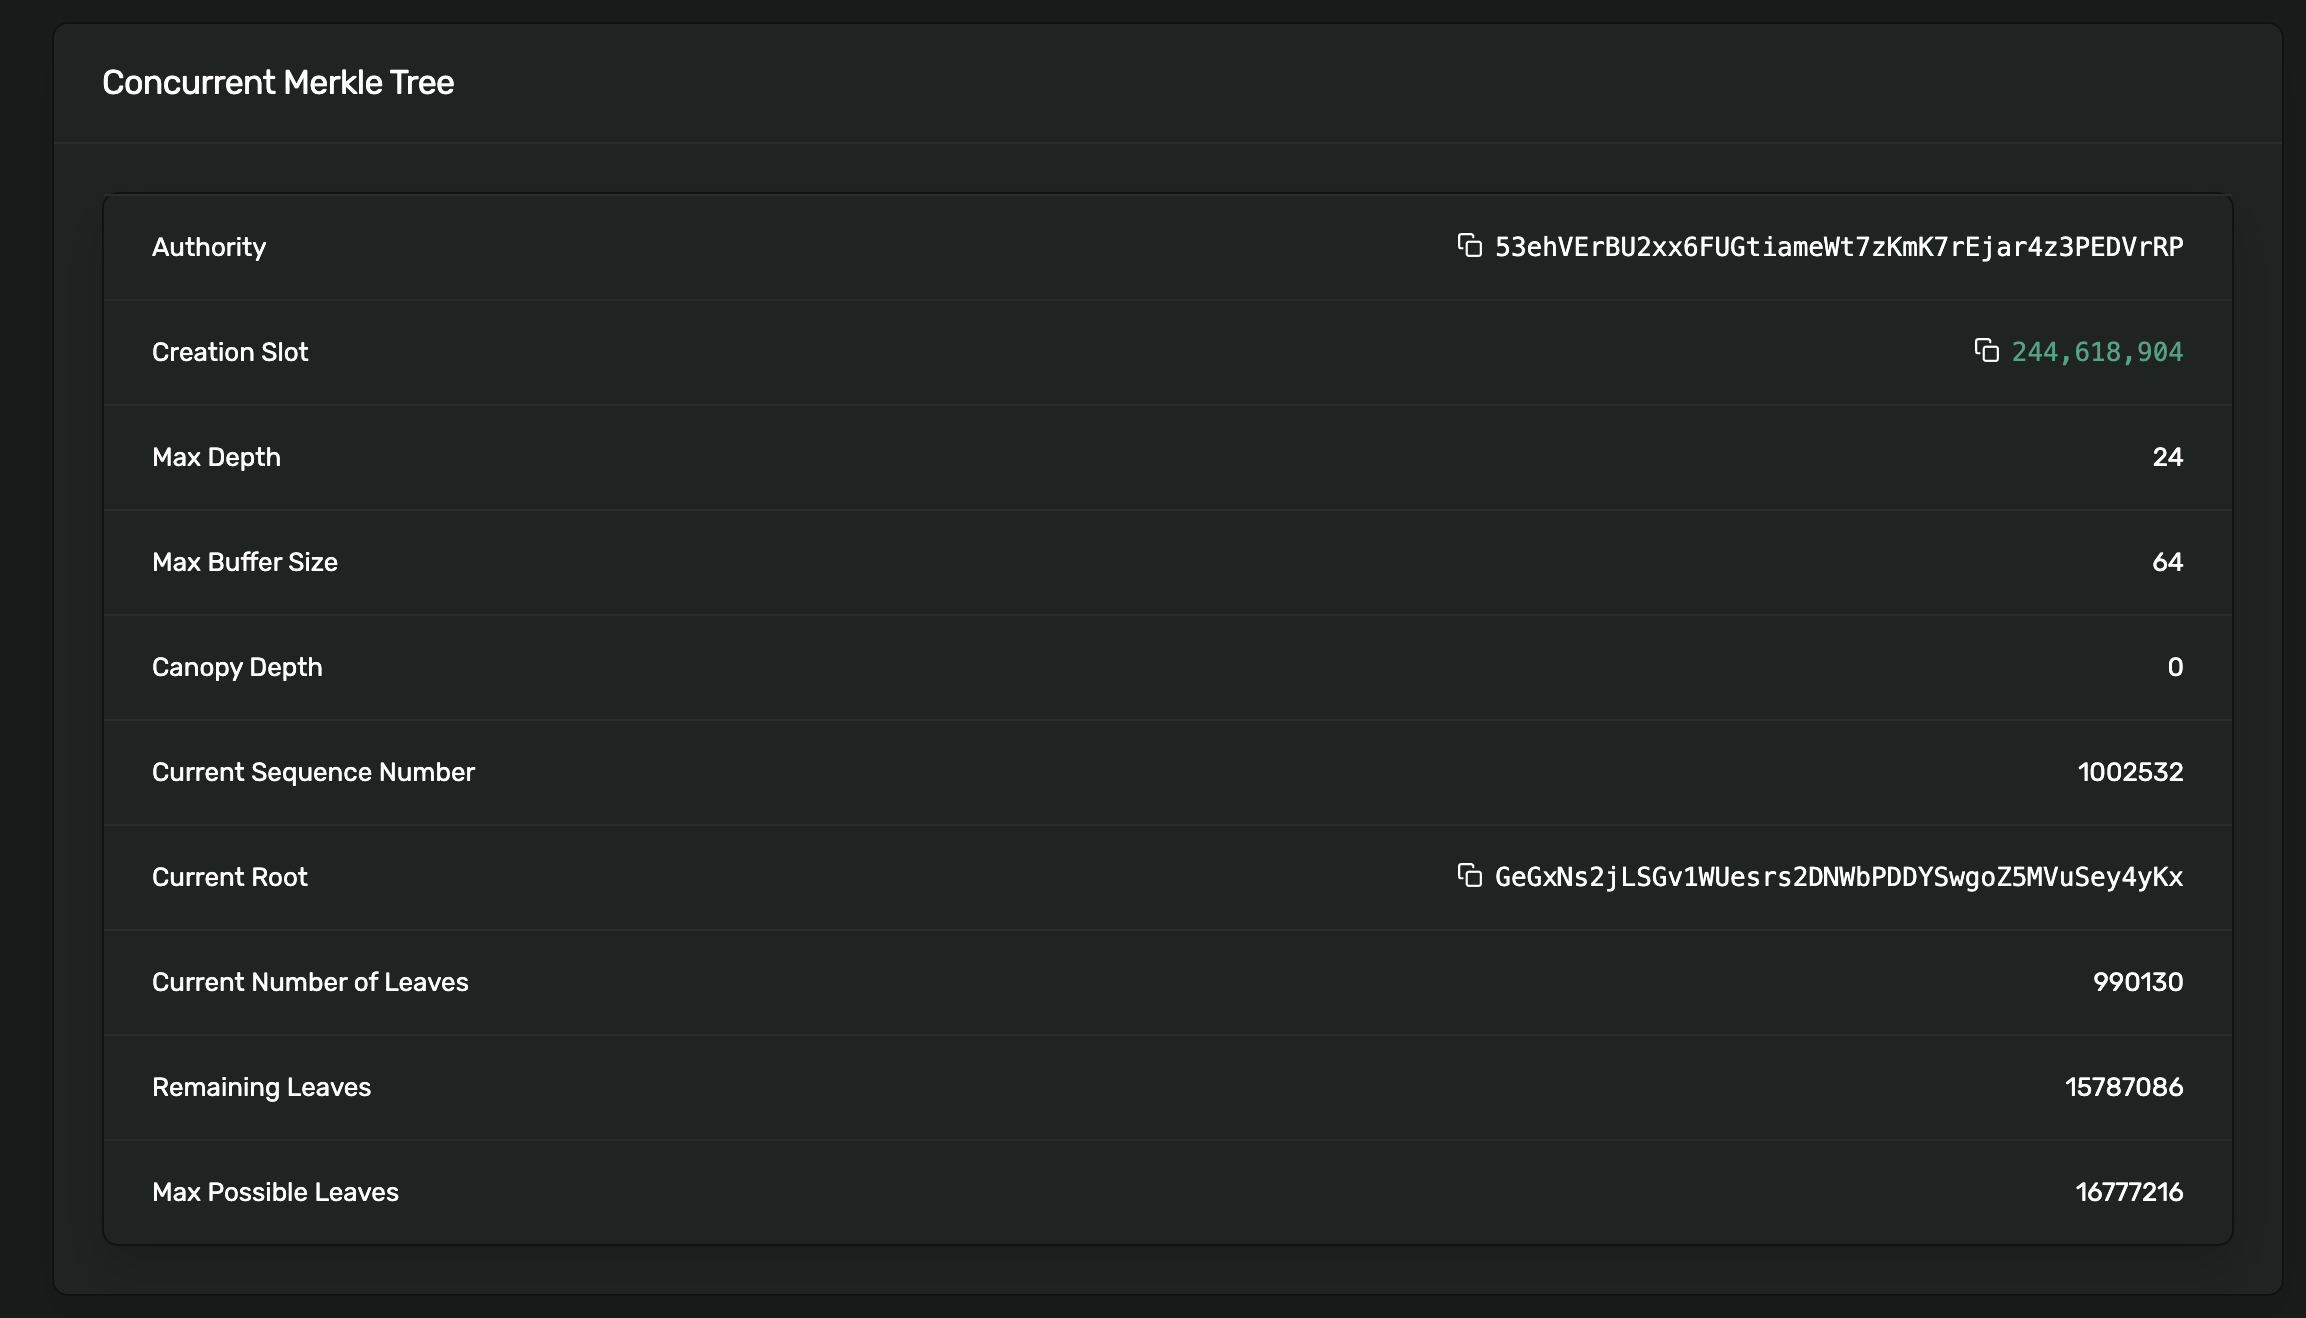 Concurrent Merkle Tree
Authority 53ehVErBU2xx6FUGtiameWt7zKmK7rEjar4z3PEDVrRP
Creation Slot 244,618,904
Max Depth 24
Max Buffer Size 64
Canopy Depth 0
Current Sequence Number 1002532
Current Root GeGxNs2jLSGv1WUesrs2DNWbPDDYSwgoZ5MVuSey4yKx
Current Number of Leaves 990130
Remaining Leaves 15787086
Max Possible Leaves 16777216